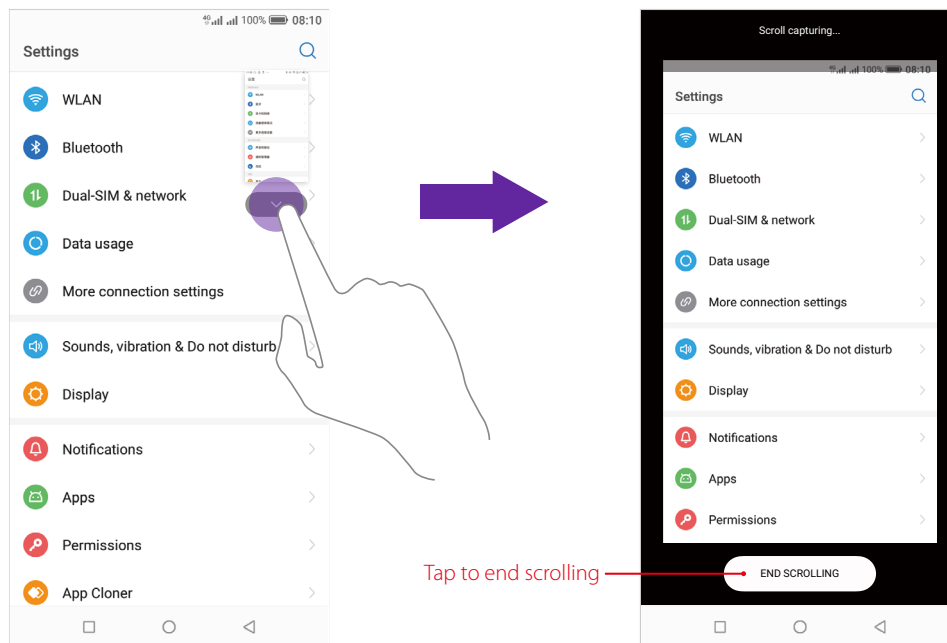 4G 100% 08:10
Settings
WLAN
Bluetooth
Dual-SIM & network
Data usage
More connection settings
Sounds, vibration & Do not disturb
Display
Notifications
Apps
Permissions
App Cloner
Scroll capturing...
100% 08:10
Settings
WLAN
Bluetooth
Dual-SIM & network
Data usage
More connection settings
Sounds, vibration & Do not disturb
Display
Notifications
Apps
Permissions
Tap to end scrolling
END SCROLLING